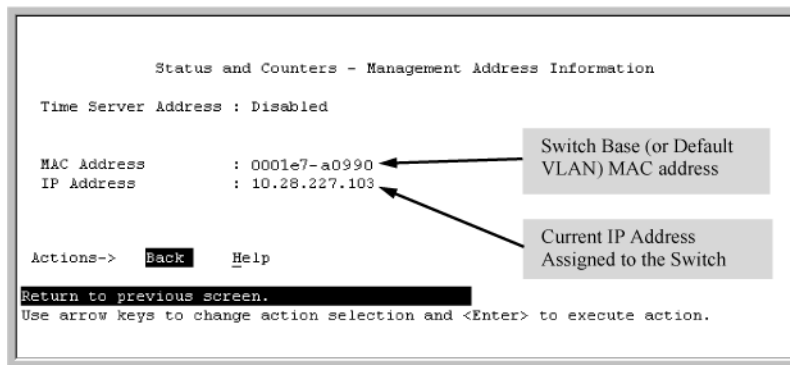 Status and Counters - Management Address Information
Time Server Address : Disabled
MAC Address : 0001e7-a0990
IP Address : 10.28.227.103
Switch Base (or Default
VLAN) MAC address
Current IP Address
Assigned to the Switch
Actions-> Back Help
Return to previous screen.
Use arrow keys to change action selection and <Enter> to execute action.